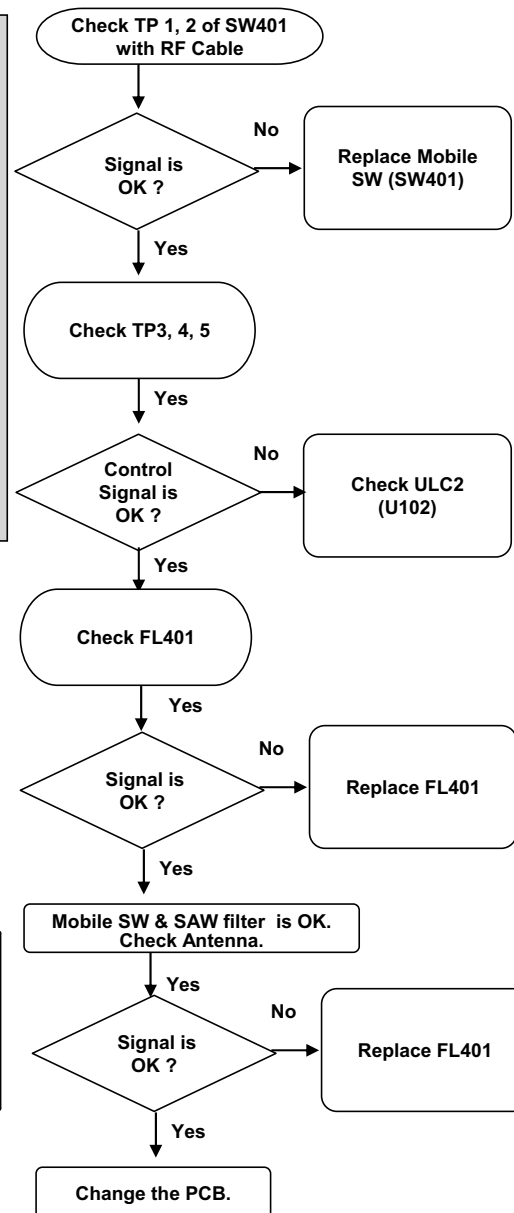 Check TP 1, 2 of SW401
with RF Cable
No
Signal is
OK ?
Replace Mobile
SW (SW401)
Yes
Check TP3, 4, 5
Yes
No
Control
Signal is
OK ?
Check ULC2
(U102)
Yes
Check FL401
Yes
No
Signal is
OK ?
Replace FL401
Yes
Mobile SW & SAW filter is OK.
Check Antenna.
Yes
No
Signal is
OK ?
Replace FL401
Yes
Change the PCB.